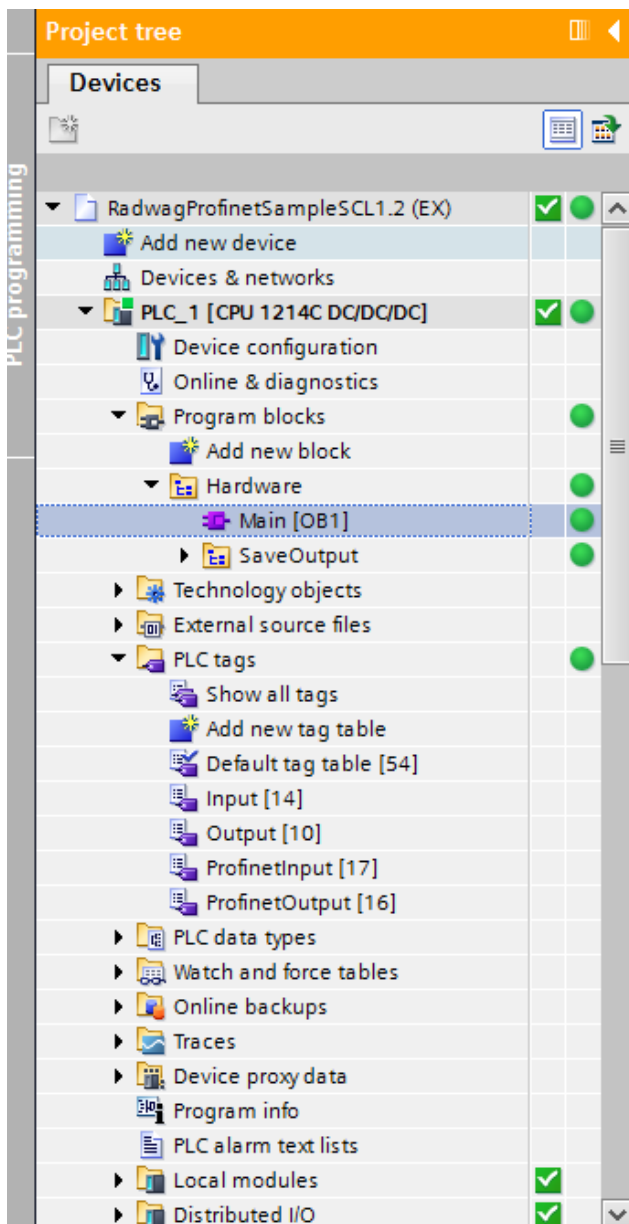 Project tree
Devices
PLC programming
RadwagProfinetSampleSCL1.2 (EX)
Add new device
Devices & networks
PLC_1 [CPU 1214C DC/DC/DC]
Device configuration
Online & diagnostics
Program blocks
Add new block
Hardware
Main [OB1]
SaveOutput
Technology objects
External source files
PLC tags
Show all tags
Add new tag table
Default tag table [54]
Input [14]
Output [10]
ProfinetInput [17]
ProfinetOutput [16]
PLC data types
Watch and force tables
Online backups
Traces
Device proxy data
Program info
PLC alarm text lists
Local modules
Distributed I/O